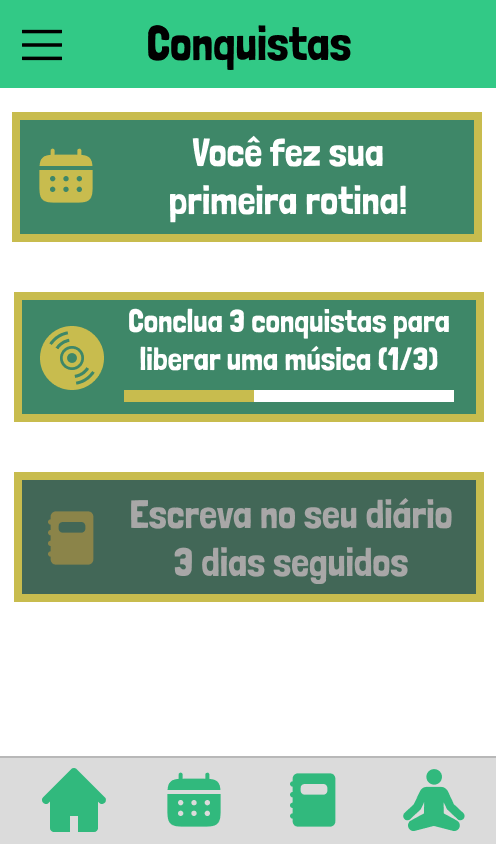 Conquistas
Você fez sua
primeira rotina!
Conclua 3 conquistas para
liberar uma música (1/3)
Escreva no seu diário
3 dias seguidos